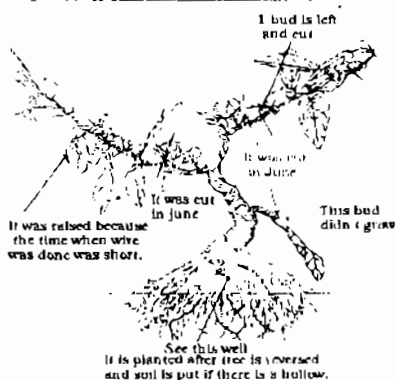 1 bud is left
and cut
It was cut
in June
It was cut
in june
This bud
didn't grow
It was raised because
the time when wire
was done was short.
See this well
It is planted after tree is reversed
and soil is put if there is a hollow.